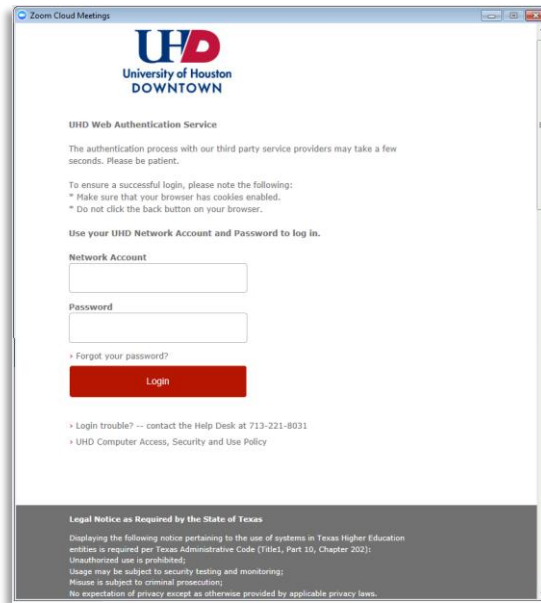 Zoom Cloud Meetings
UHD
University of Houston
DOWNTOWN
UHD Web Authentication Service
The authentication process with our third party service providers may take a few
seconds. Please be patient.
To ensure a successful login, please note the following:
* Make sure that your browser has cookies enabled.
* Do not click the back button on your browser.
Use your UHD Network Account and Password to log in.
Network Account
Password
› Forgot your password?
Login
› Login trouble? -- contact the Help Desk at 713-221-8031
› UHD Computer Access, Security and Use Policy
Legal Notice as Required by the State of Texas
Displaying the following notice pertaining to the use of systems in Texas Higher Education
entities is required per Texas Administrative Code (Title1, Part 10, Chapter 202):
Unauthorized use is prohibited;
Usage may be subject to security testing and monitoring;
Misuse is subject to criminal prosecution;
No expectation of privacy except as otherwise provided by applicable privacy laws.